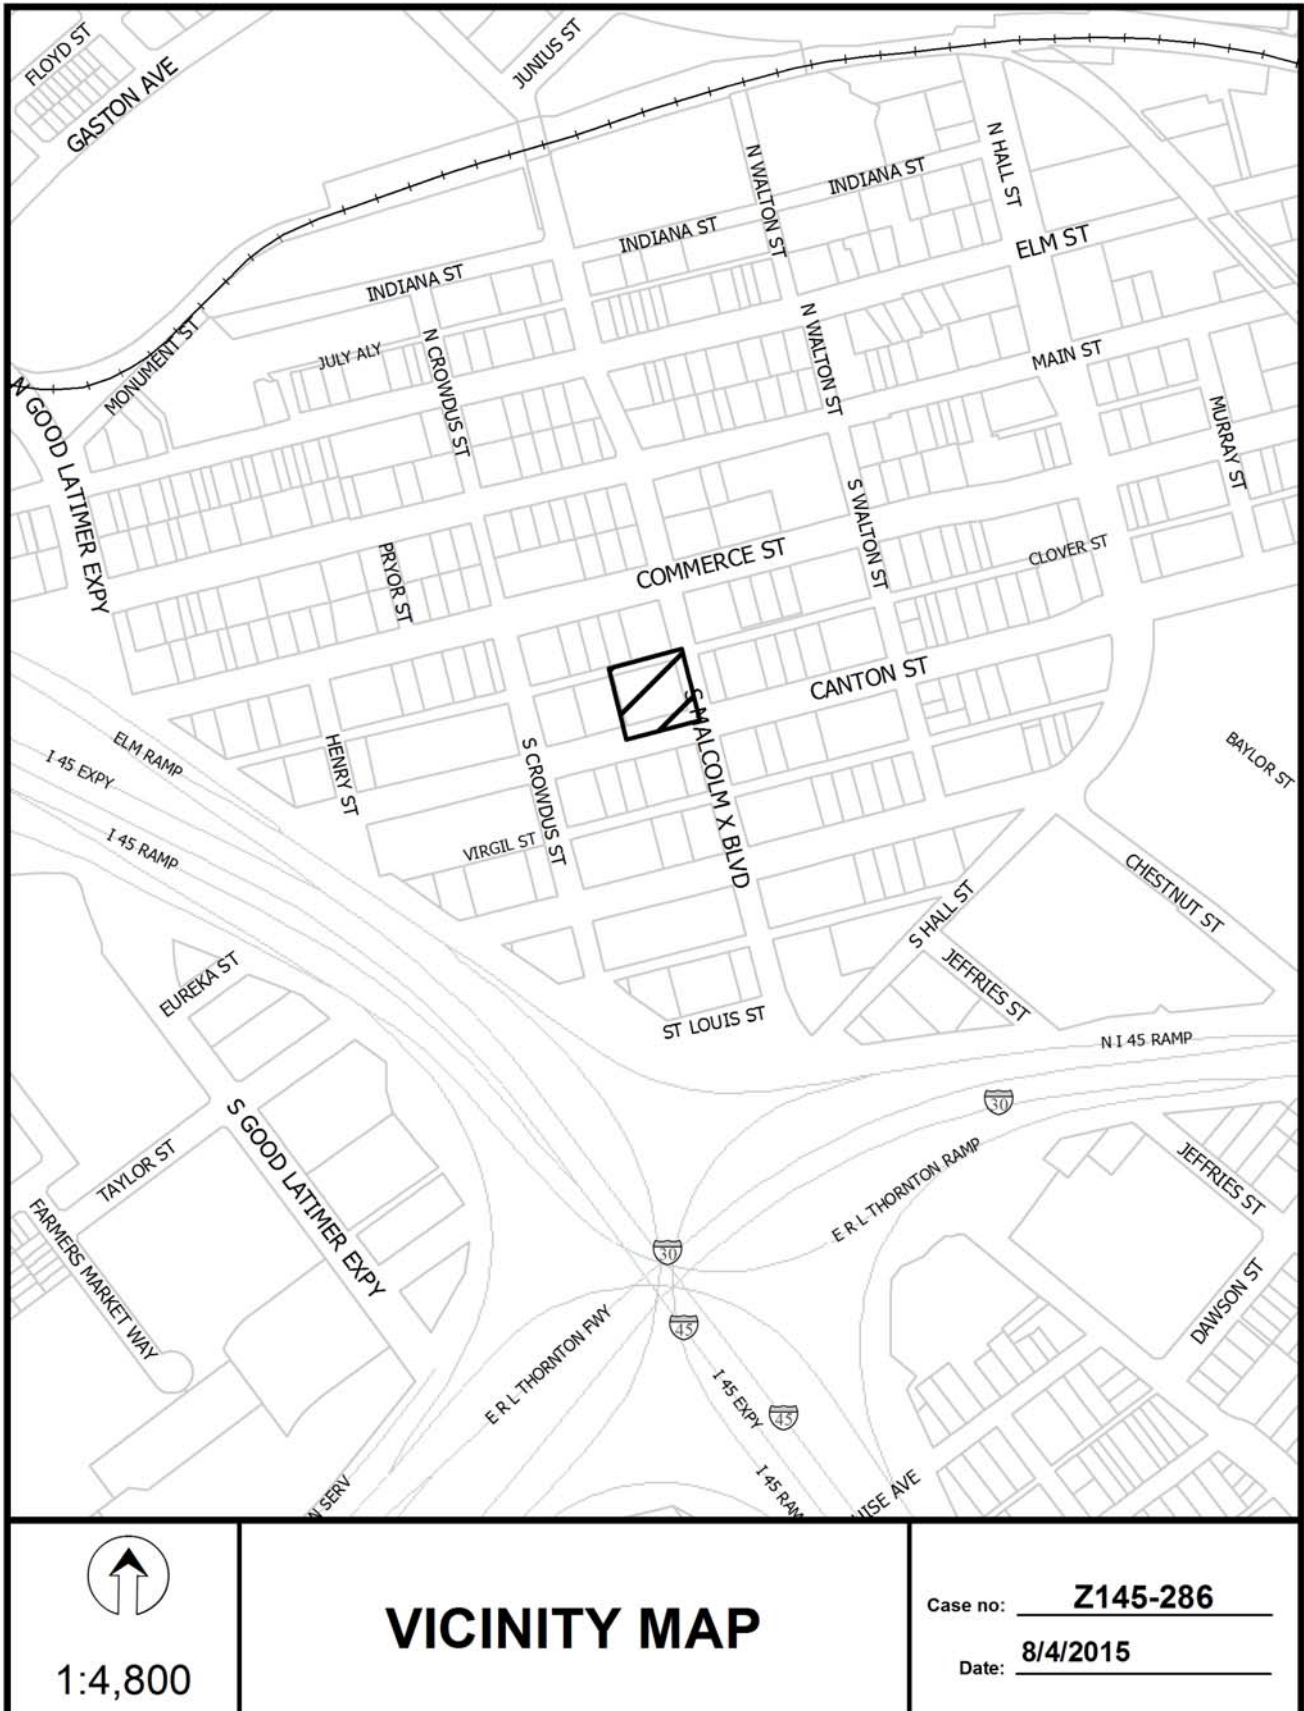 FLOYD ST
GASTON AVE
JUNIUS ST
N HALL ST
N WALTON ST
INDIANA ST
INDIANA ST
ELM ST
INDIANA ST
N WALTON ST
MONUMENT ST
JULY ALY
N CROWDUS ST
MAIN ST
N GOOD LATIMER EXPY
MURRAY ST
S WALTON ST
PRYOR ST
COMMERCE ST
CLOVER ST
CANTON ST
S MALCOLM X BLVD
ELM RAMP
I 45 EXPY
HENRY ST
S CROWDUS ST
BAYLOR ST
I 45 RAMP
VIRGIL ST
CHESTNUT ST
S HALL ST
EUREKA ST
JEFFRIES ST
ST LOUIS ST
N I 45 RAMP
30
S GOOD LATIMER EXPY
TAYLOR ST
E R L THORNTON RAMP
JEFFRIES ST
FARMERS MARKET WAY
30
DAWSON ST
45
E R L THORNTON FWY
I 45 EXPY
45
I 45 RAM
UISE AVE
N SERV
1:4,800
VICINITY MAP
Case no: Z145-286
Date: 8/4/2015